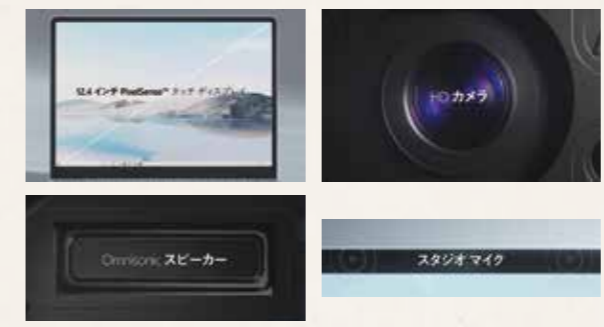 12.4 インチ PixelSense™ タッチ ディスプレイ
HD カメラ
Omnisonic スピーカー
スタジオ マイク